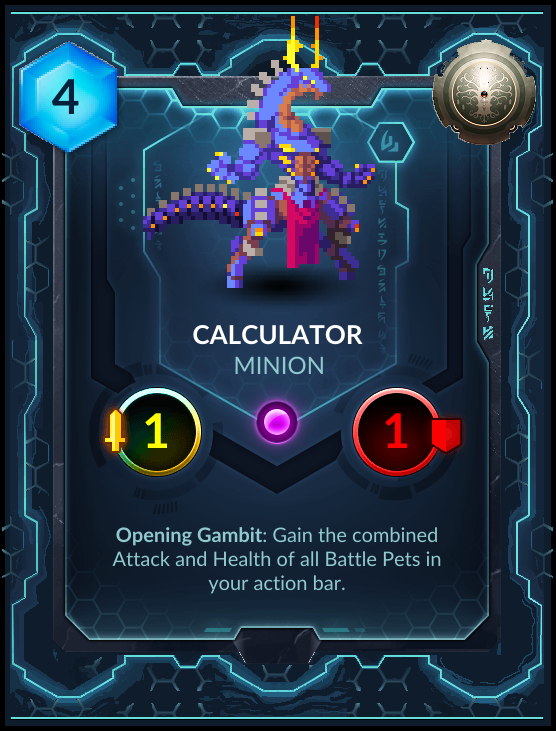 4
CALCULATOR
MINION
1
1
Opening Gambit: Gain the combined
Attack and Health of all Battle Pets in
your action bar.